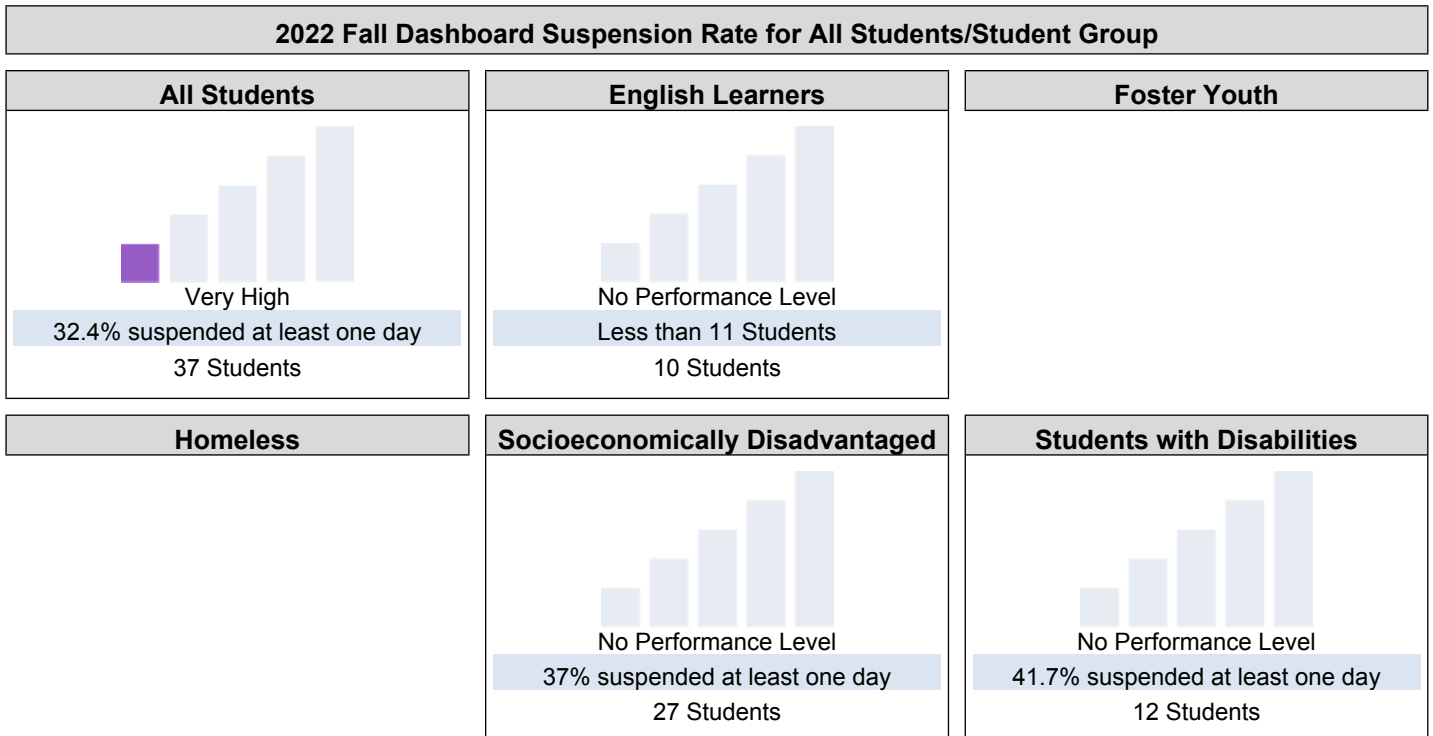 2022 Fall Dashboard Suspension Rate for All Students/Student Group
All Students
Very High
32.4% suspended at least one day
37 Students
English Learners
No Performance Level
Less than 11 Students
10 Students
Foster Youth
Homeless
Socioeconomically Disadvantaged
No Performance Level
37% suspended at least one day
27 Students
Students with Disabilities
No Performance Level
41.7% suspended at least one day
12 Students